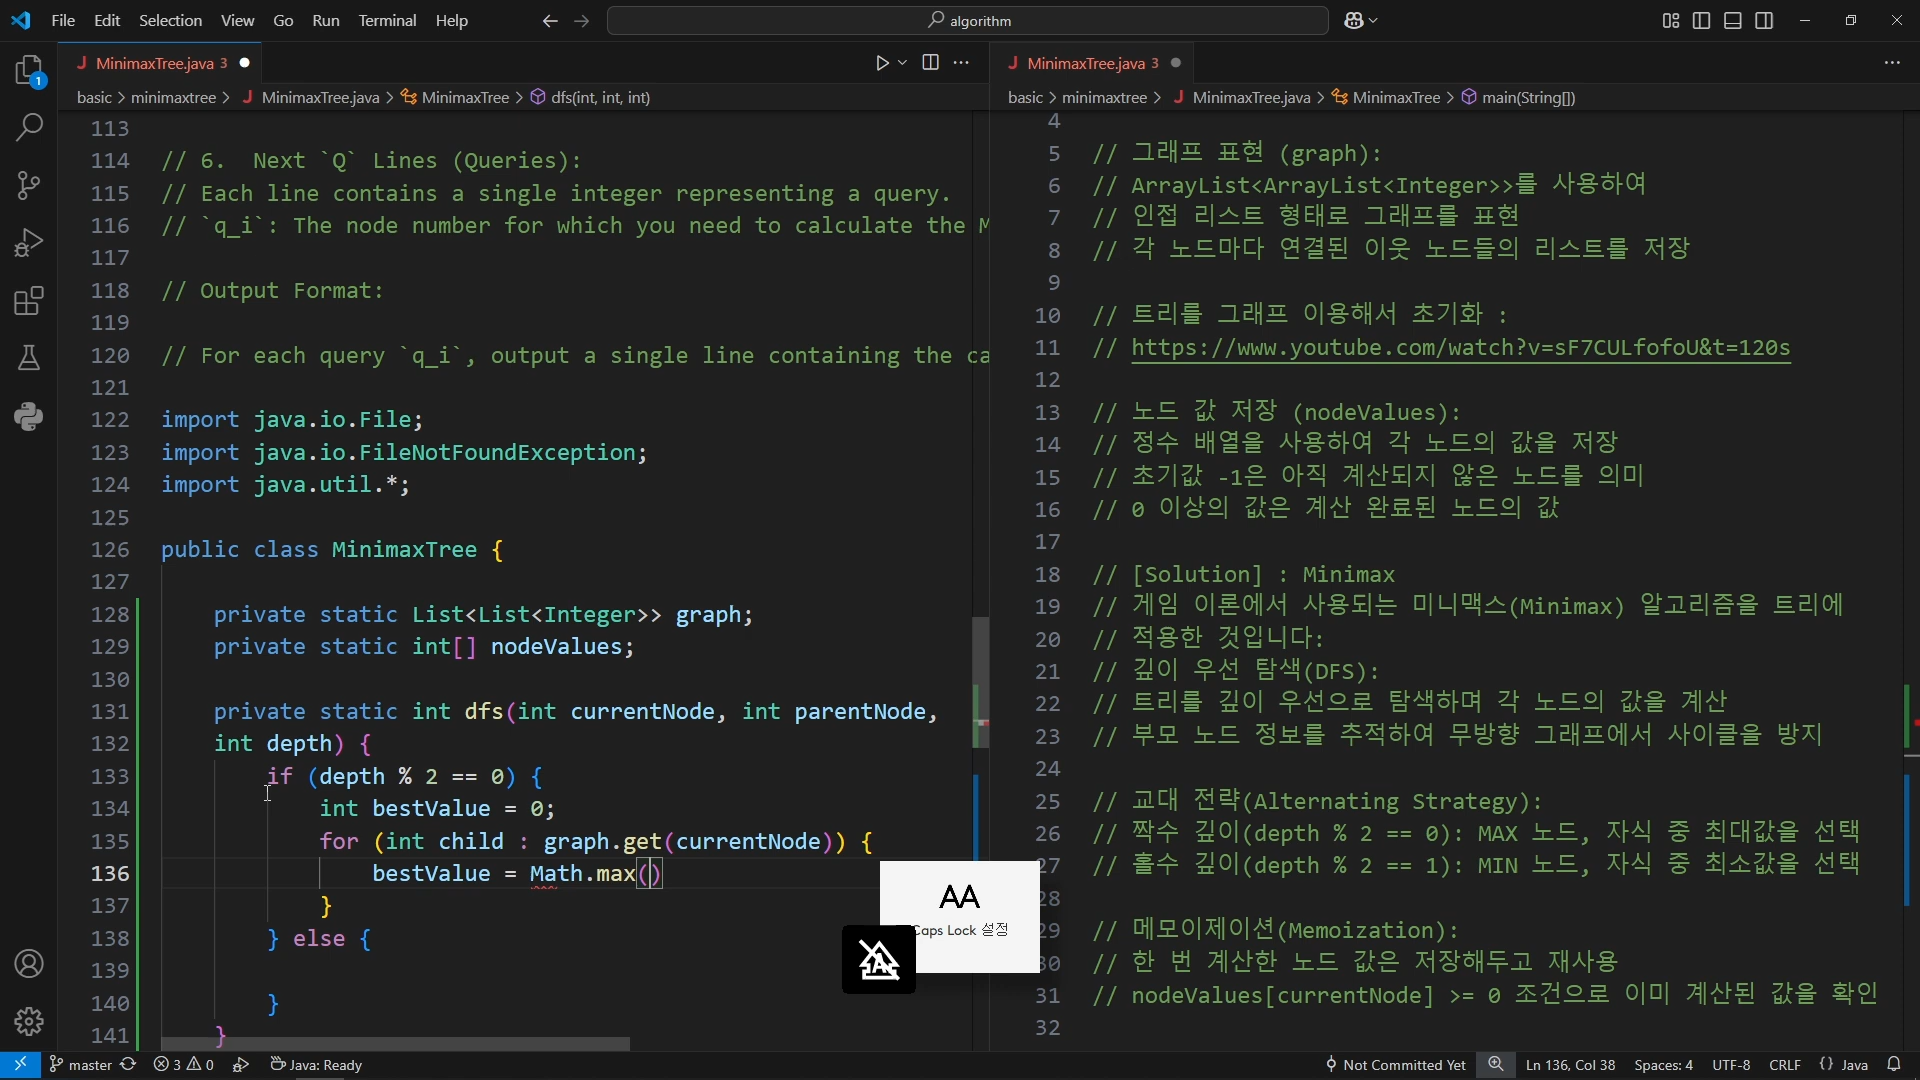 File Edit Selection View Go Run Terminal Help
algorithm
MinimaxTree.java 3
basic > minimaxtree > MinimaxTree.java > MinimaxTree > dfs(int, int, int)
113
114 // 6. Next `Q` Lines (Queries):
115 // Each line contains a single integer representing a query.
116 // `q_i`: The node number for which you need to calculate the
117
118 // Output Format:
119
120 // For each query `q_i`, output a single line containing the ca
121
122 import java.io.File;
123 import java.io.FileNotFoundException;
124 import java.util.*;
125
126 public class MinimaxTree {
127
128 private static List<List<Integer>> graph;
129 private static int[] nodeValues;
130
131 private static int dfs(int currentNode, int parentNode,
132 int depth) {
133 if (depth % 2 == 0) {
134 int bestValue = 0;
135 for (int child : graph.get(currentNode)) {
136 bestValue = Math.max()
137 }
138 } else {
139
140 }
141 }
MinimaxTree.java 3
basic > minimaxtree > MinimaxTree.java > MinimaxTree > main(String[])
4
5 // 그래프 표현 (graph):
6 // ArrayList<ArrayList<Integer>>를 사용하여
7 // 인접 리스트 형태로 그래프를 표현
8 // 각 노드마다 연결된 이웃 노드들의 리스트를 저장
9
10 // 트리를 그래프 이용해서 초기화 :
11 // https://www.youtube.com/watch?v=sF7CULfofoU&t=120s
12
13 // 노드 값 저장 (nodeValues):
14 // 정수 배열을 사용하여 각 노드의 값을 저장
15 // 초기값 -1은 아직 계산되지 않은 노드를 의미
16 // 0 이상의 값은 계산 완료된 노드의 값
17
18 // [Solution] : Minimax
19 // 게임 이론에서 사용되는 미니맥스(Minimax) 알고리즘을 트리에
20 // 적용한 것입니다:
21 // 깊이 우선 탐색(DFS):
22 // 트리를 깊이 우선으로 탐색하며 각 노드의 값을 계산
23 // 부모 노드 정보를 추적하여 무방향 그래프에서 사이클을 방지
24
25 // 교대 전략(Alternating Strategy):
26 // 짝수 깊이(depth % 2 == 0): MAX 노드, 자식 중 최대값을 선택
27 // 홀수 깊이(depth % 2 == 1): MIN 노드, 자식 중 최소값을 선택
28
29 // 메모이제이션(Memoization):
30 // 한 번 계산한 노드 값은 저장해두고 재사용
31 // nodeValues[currentNode] >= 0 조건으로 이미 계산된 값을 확인
32
AA
Caps Lock 설정
A
1
master 3 0 Java: Ready
Not Committed Yet Ln 136, Col 38 Spaces: 4 UTF-8 CRLF {} Java